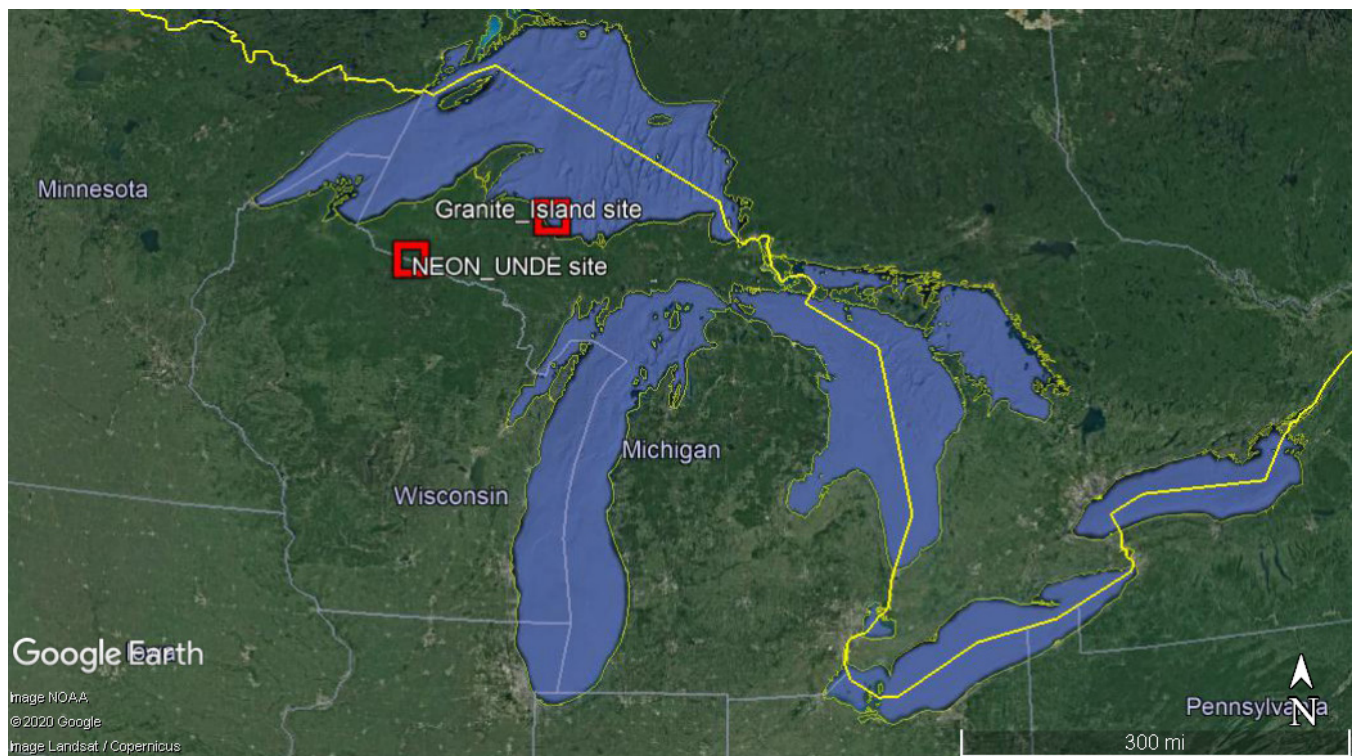 Minnesota
Granite_Island site
NEON_UNDE site
Michigan
Wisconsin
Google Earth
Iowa
Image NOAA
©2020 Google
Image Landsat / Copernicus
Pennsylvania
N
300 mi